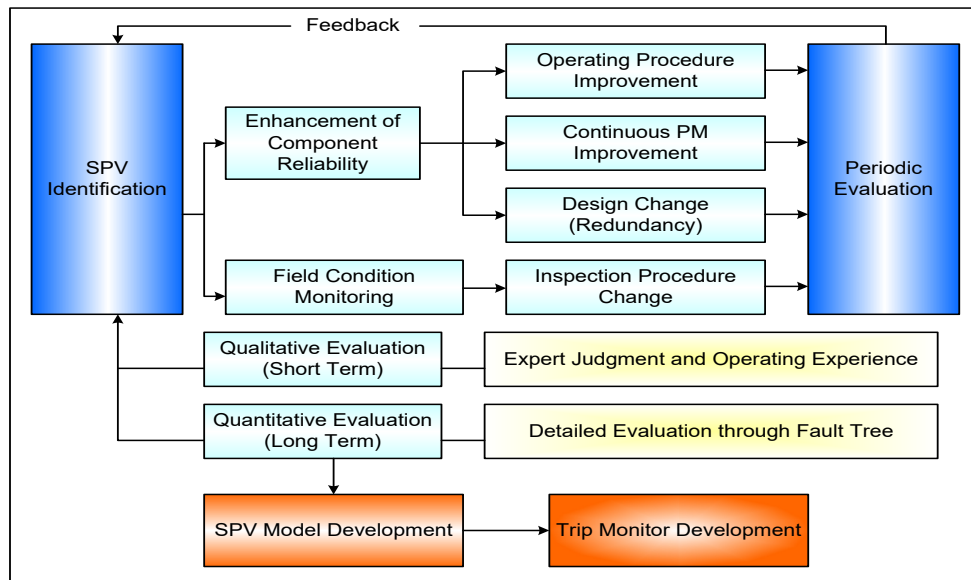 Feedback
SPV
Identification
Enhancement of
Component
Reliability
Operating Procedure
Improvement
Continuous PM
Improvement
Design Change
(Redundancy)
Periodic
Evaluation
Field Condition
Monitoring
Inspection Procedure
Change
Qualitative Evaluation
(Short Term)
Expert Judgment and Operating Experience
Quantitative Evaluation
(Long Term)
Detailed Evaluation through Fault Tree
SPV Model Development
Trip Monitor Development